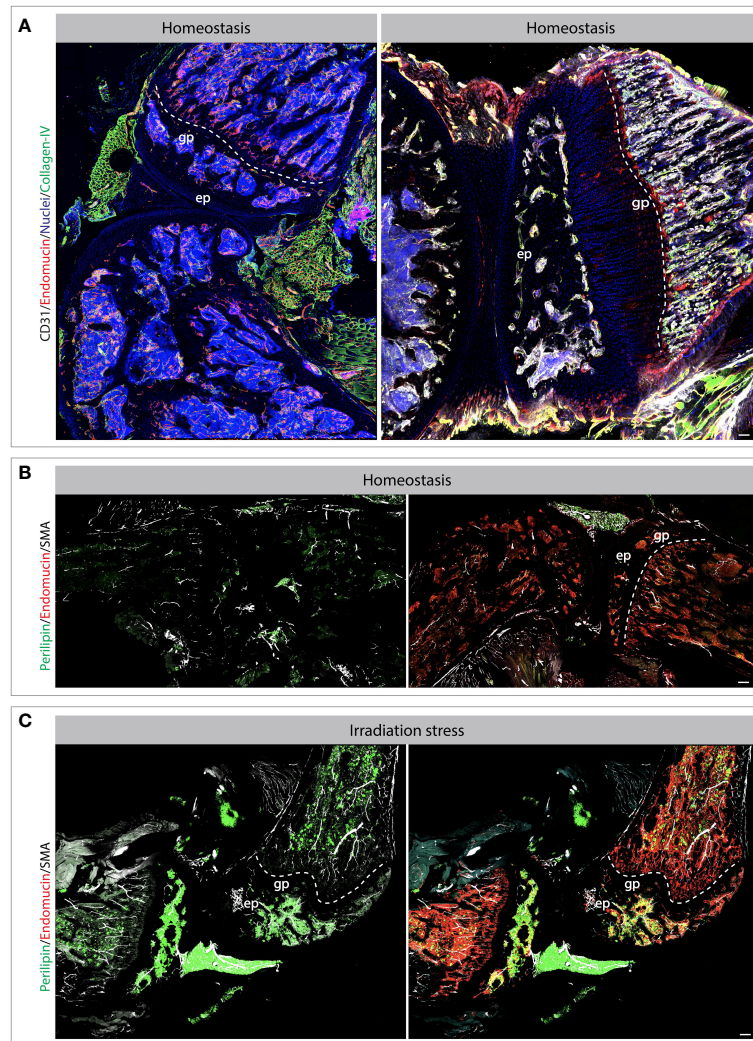 A
Homeostasis
Homeostasis
CD31/Endomucin/Nuclei/Collagen-IV
gp
ep
gp
ep
B
Homeostasis
Perilipin/Endomucin/SMA
gp
ep
C
Irradiation stress
Perilipin/Endomucin/SMA
gp
ep
gp
ep